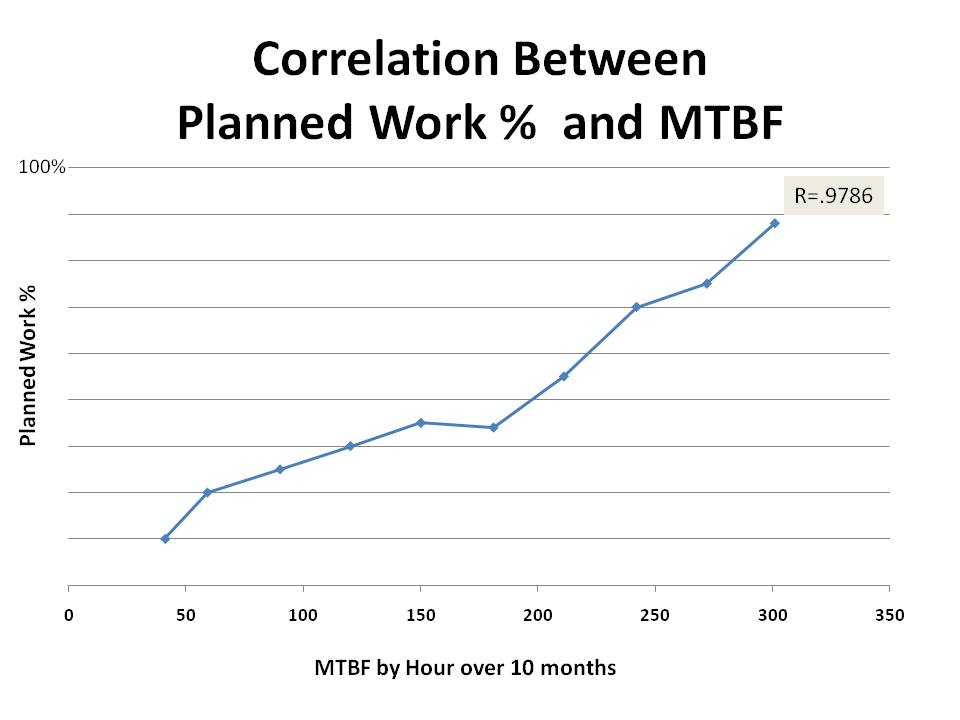 Correlation Between
Planned Work %  and MTBF
100%
R=.9786
Planned Work %
0 50 100 150 200 250 300 350
MTBF by Hour over 10 months